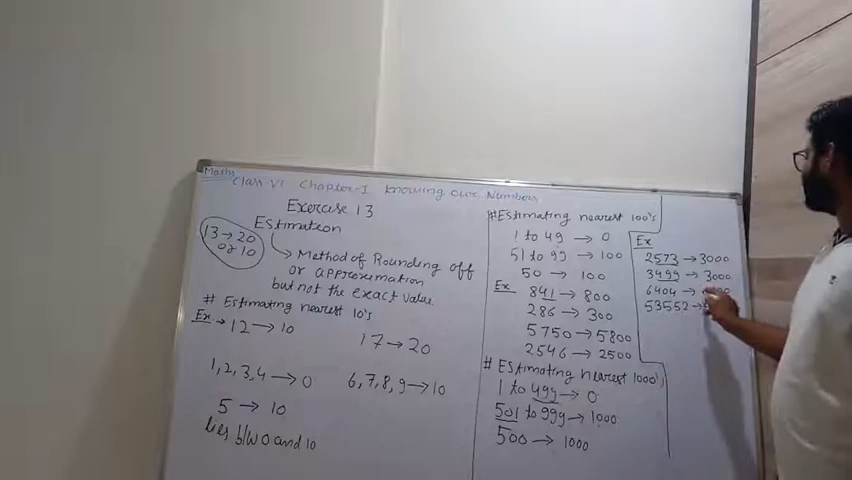 Maths
Class-VI Chapter-1 Knowing Our Numbers
Exercise 13
Estimation
13→20
or 10
Method of Rounding off
or approximation
but not the exact value
# Estimating nearest 10's
Ex → 12 → 10
17 → 20
1,2,3,4 → 0
6,7,8,9 → 10
5 → 10
lies b/w 0 and 10
# Estimating nearest 100's
1 to 49 → 0
51 to 99 → 100
50 → 100
Ex
841 → 800
286 → 300
5750 → 5800
2546 → 2500
# Estimating nearest 1000's
1 to 499 → 0
501 to 999 → 1000
500 → 1000
Ex
2573 → 3000
3499 → 3000
6404 →
53552 →